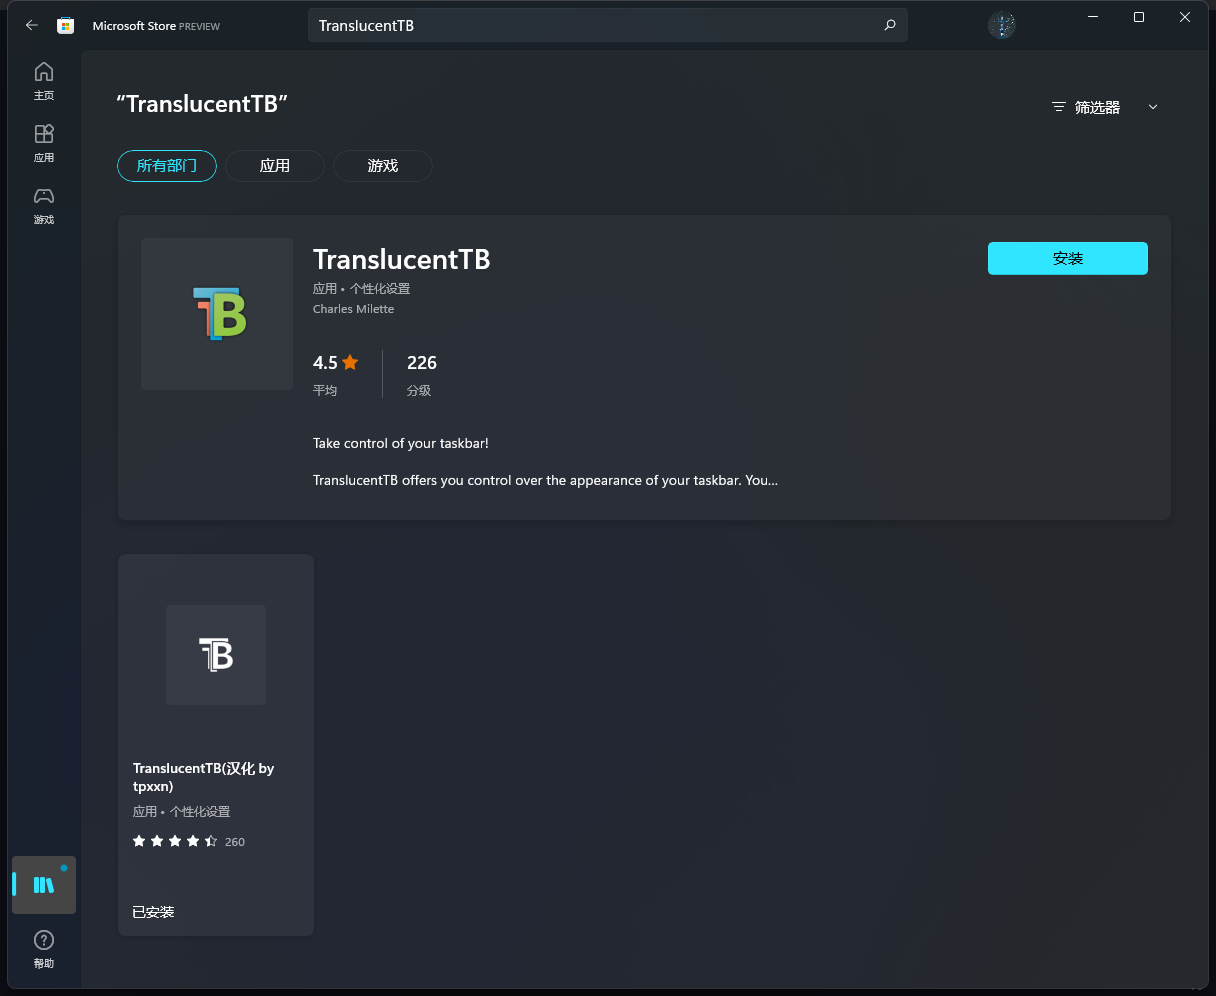 Microsoft Store PREVIEW
TranslucentTB
主页
应用
游戏
“TranslucentTB”
筛选器
所有部门
应用
游戏
TB
TranslucentTB
应用 • 个性化设置
Charles Milette
安装
4.5
226
平均
分级
Take control of your taskbar!
TranslucentTB offers you control over the appearance of your taskbar. You...
TB
TranslucentTB(汉化 by
tpxxn)
应用 • 个性化设置
260
已安装
帮助